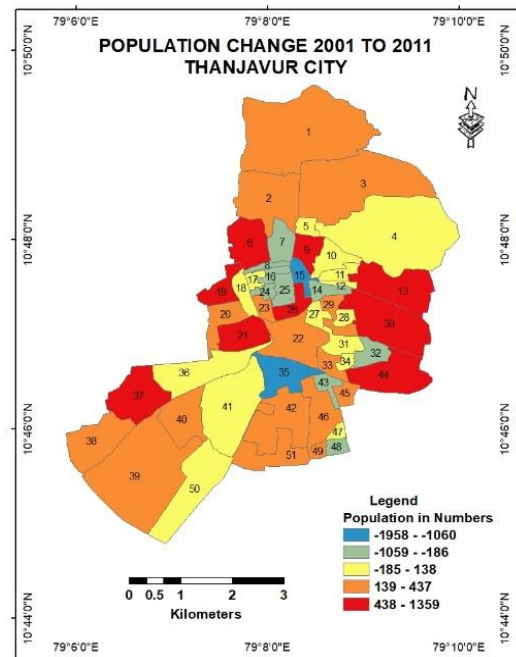 79°6'0"E 79°8'0"E 79°10'0"E
POPULATION CHANGE 2001 TO 2011
THANJAVUR CITY
10°50'0"N 10°50'0"N
N
1
2
3
5
4
6
7
9
10
10°48'0"N 10°48'0"N
8
11
17
16
15
12
13
19
18
24
25
14
20
23
26
27
29
28
30
21
22
31
32
36
35
33
34
44
37
43
45
41
42
46
40
38
47
10°46'0"N 10°46'0"N
39
50
51
49
48
Legend
Population in Numbers
-1958 - -1060
-1059 - -186
-185 - 138
139 - 437
438 - 1359
0 0.5 1 2 3
Kilometers
10°44'0"N 10°44'0"N
79°6'0"E 79°8'0"E 79°10'0"E